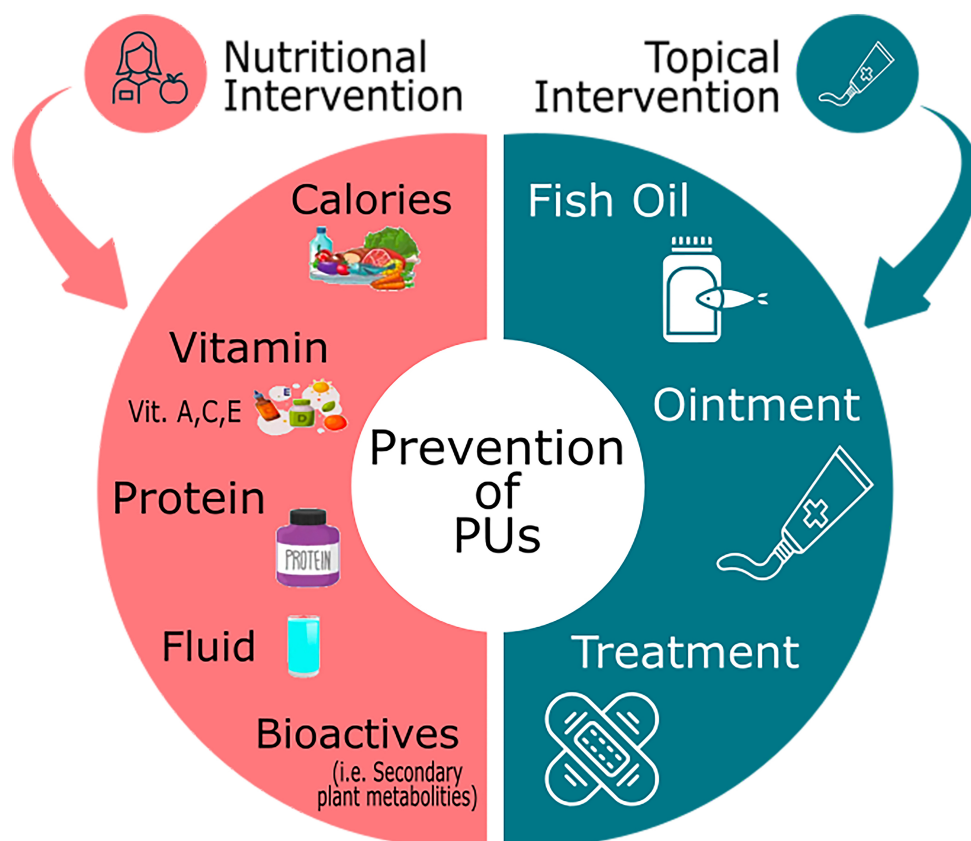 Nutritional
Intervention
Topical
Intervention
Calories
Vitamin
Vit. A,C,E
E
D
Protein
PROTEIN
Fluid
Bioactives
(i.e. Secondary
plant metabolities)
Prevention
of
PUs
Fish Oil
Ointment
Treatment